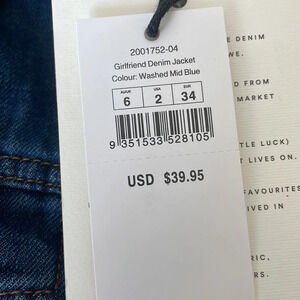 2001752-04
Girlfriend Denim Jacket
Colour: Washed Mid Blue
AU/UK USA EUR
6 2 34
9 351533 528105
USD $39.95
E DENIM
WE.
D FROM
MARKET
TLE LUCK)
T LIVES ON.
FAVOURITES
VED IN
RIC,
RS.